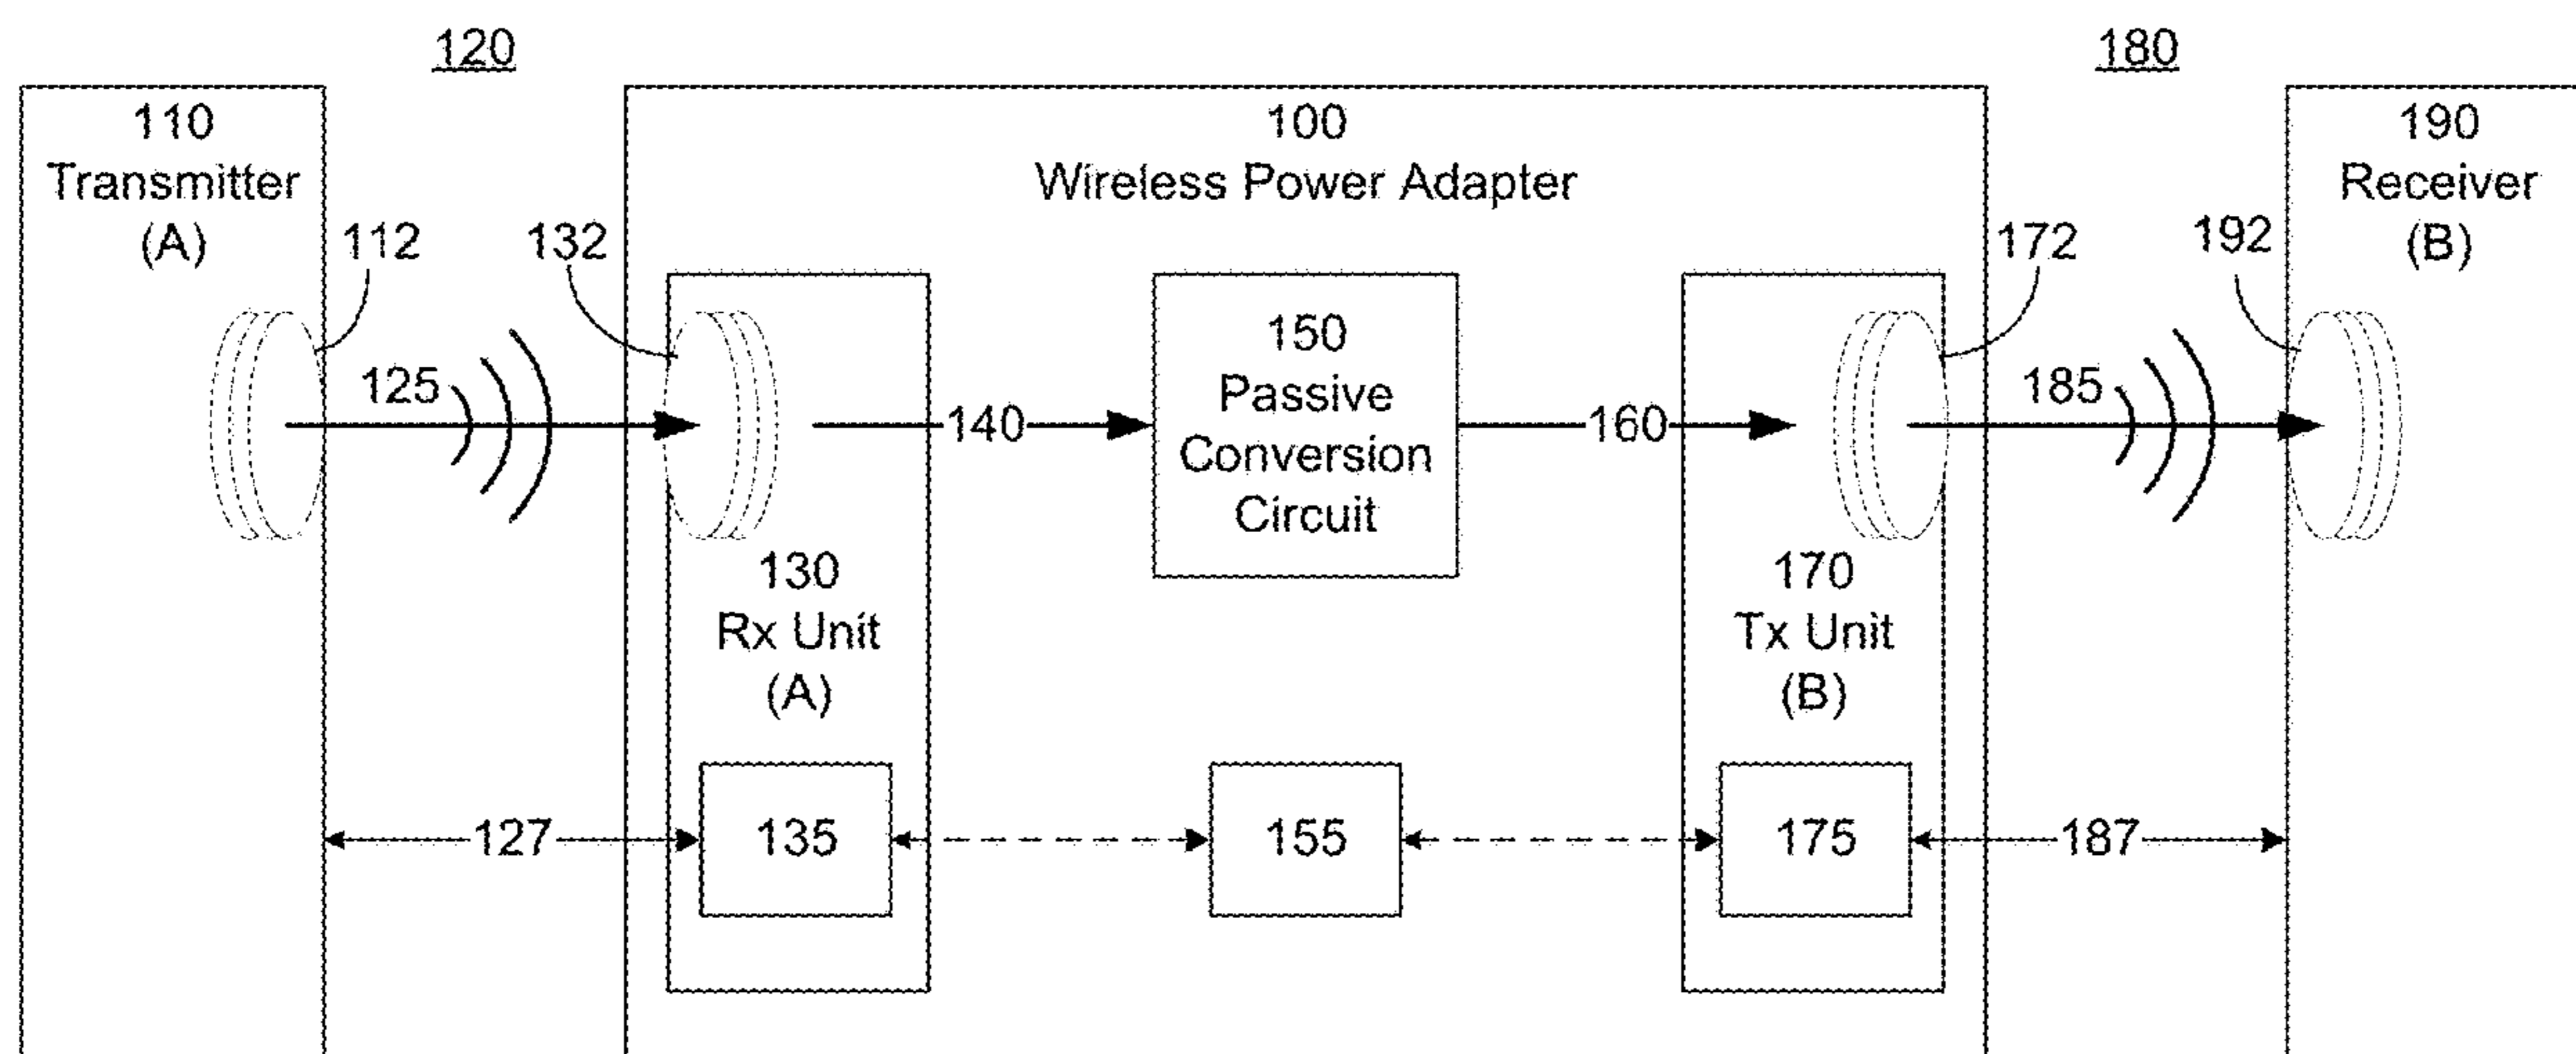 120
180
110
Transmitter
(A)
100
Wireless Power Adapter
190
Receiver
(B)
112
132
172
192
125
185
140
150
Passive
Conversion
Circuit
160
130
Rx Unit
(A)
170
Tx Unit
(B)
127
135
155
175
187